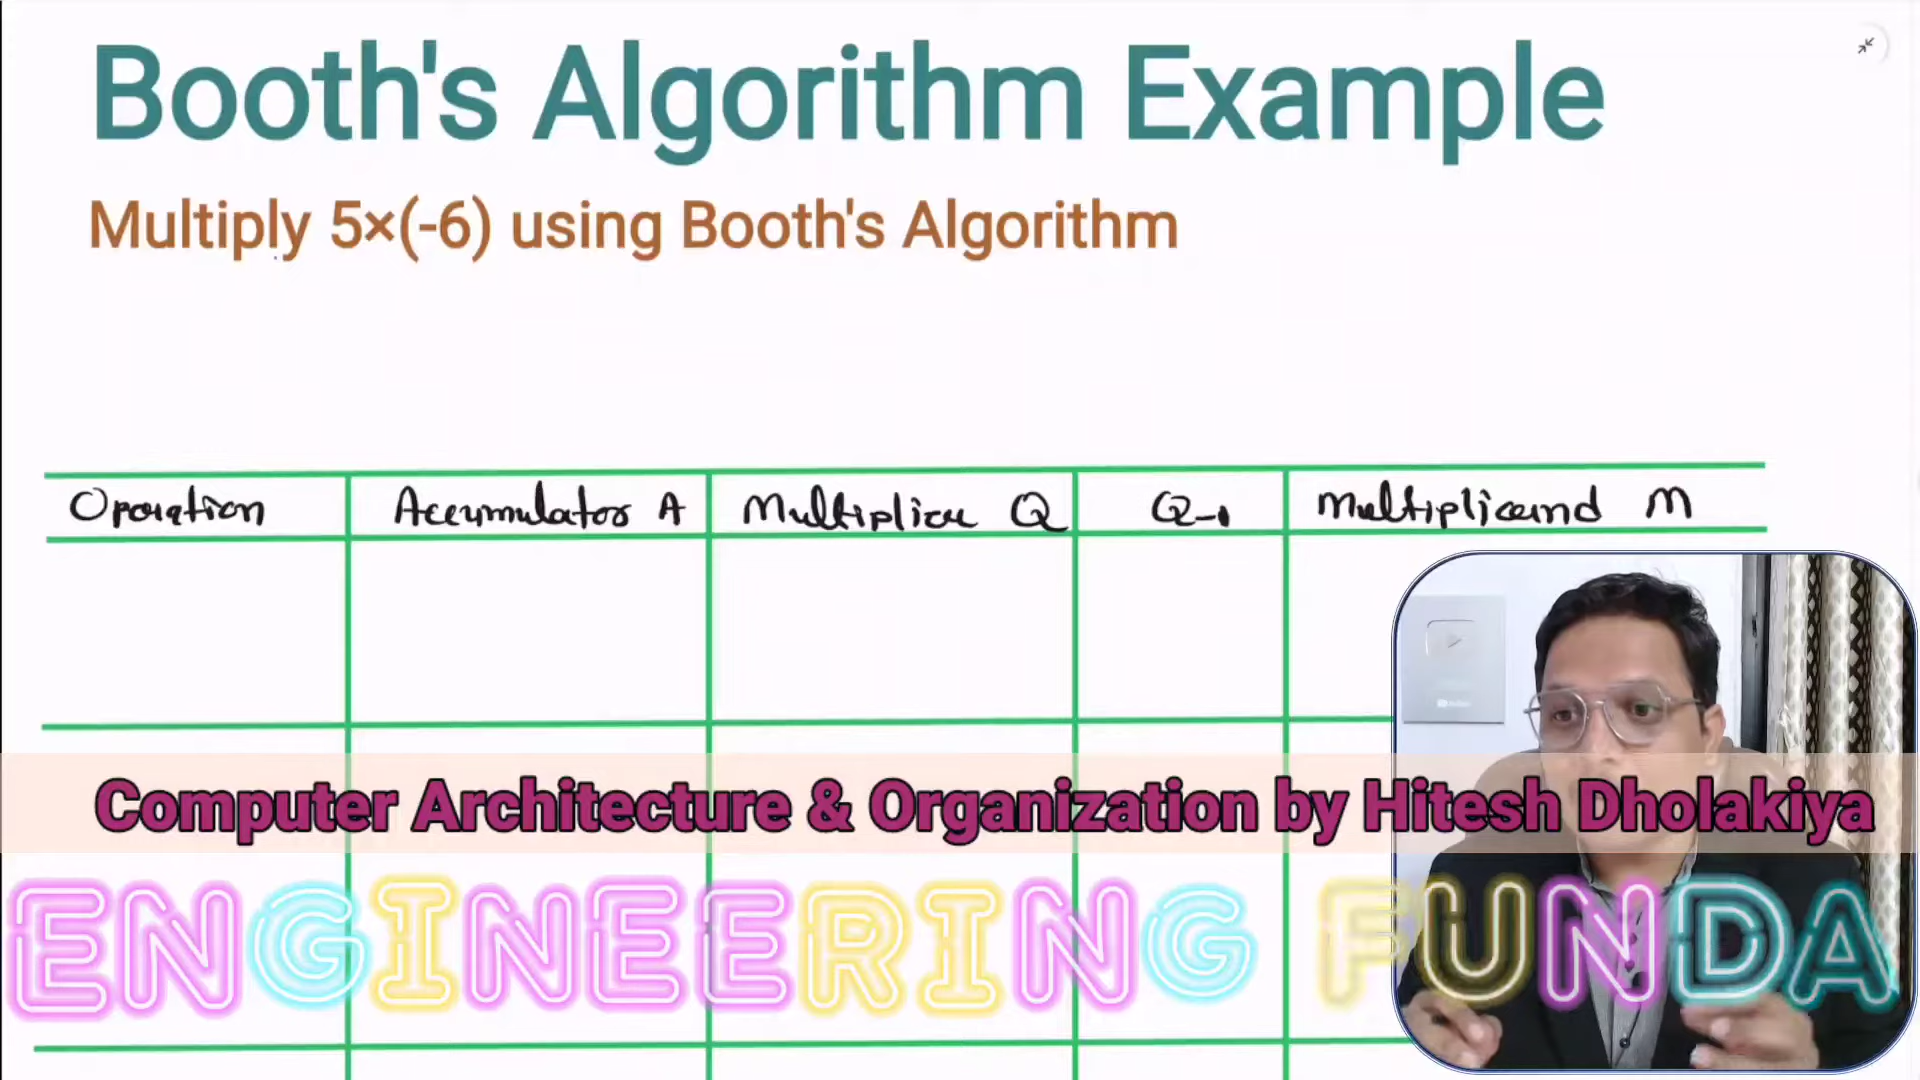 Booth's Algorithm Example
Multiply 5×(-6) using Booth's Algorithm
Operation Accumulator A Multiplier Q Q-1 Multiplicand M
Computer Architecture & Organization by Hitesh Dholakiya
ENGINEERING FUNDA